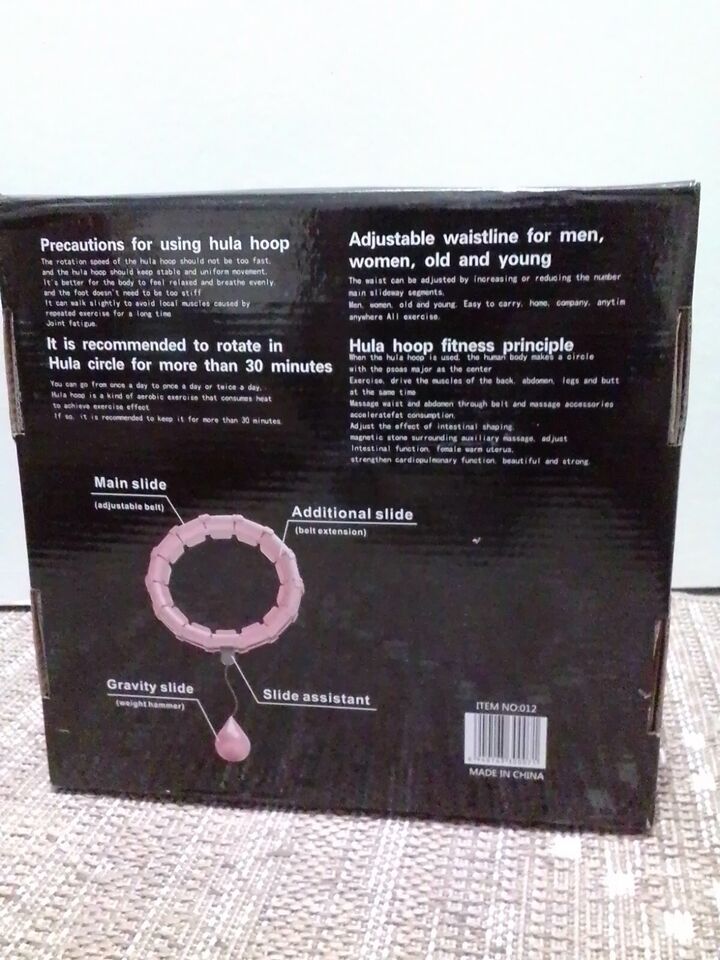 Precautions for using hula hoop
The rotation speed of the hula hoop should not be too fast,
and the hula hoop should keep stable and uniform movement.
It's better for the body to feel relaxed and breathe evenly,
and the foot doesn't need to be too stiff
It can walk slightly to avoid local muscles caused by
repeated exercise for a long time
Joint fatigue.
It is recommended to rotate in
Hula circle for more than 30 minutes
You can go from once a day to pnce a day or twice a day,
Hula hoop is a kind of aerobic exercise that consumes heat
to achieve exercise effect
If so, it is recommended to keep it for more than 30 minutes
Adjustable waistline for men,
women, old and young
The waist can be adjusted by increasing or reducing the number
main slideway segments.
Men, women, old and young, Easy to carry, home, company, anytim
anywhere All exercise.
Hula hoop fitness principle
When the hula hoop is used, the human body makes a circle
with the psoas major as the center
Exercise, drive the muscles of the back, abdomen, legs and butt
at the same time
Massage waist and abdomen through belt and massage accessories
acceleratefat consumption,
Adjust the effect of intestinal shaping,
magnetic stone surrounding auxiliary massage, adjust
Intestinal function, female warm uterus,
strengthen cardiopulmonary function, beautiful and strong
Main slide
(adjustable belt)
Additional slide
(belt extension)
Gravity slide
(weight hammer)
Slide assistant
ITEM NO:012
MADE IN CHINA